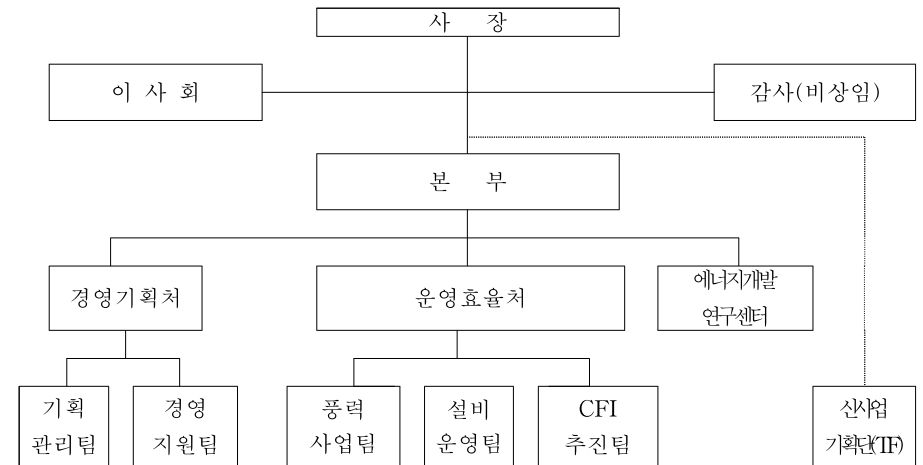 사 장
이 사 회
감사(비상임)
본 부
경영기획처
운영효율처
에너지개발
연구센터
기획
관리팀
경영
지원팀
풍력
사업팀
설비
운영팀
CFI
추진팀
신사업
기획단(TF)